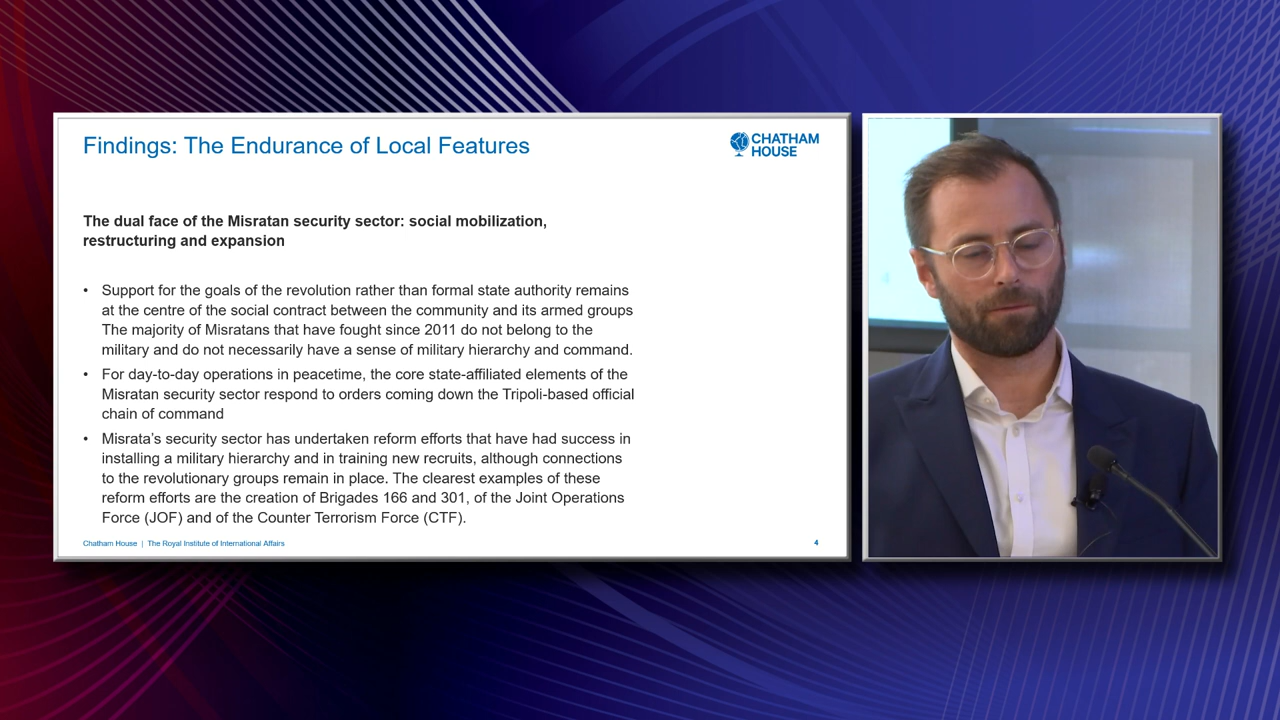 Findings: The Endurance of Local Features
CHATHAM
HOUSE
The dual face of the Misratan security sector: social mobilization,
restructuring and expansion
• Support for the goals of the revolution rather than formal state authority remains
at the centre of the social contract between the community and its armed groups
The majority of Misratans that have fought since 2011 do not belong to the
military and do not necessarily have a sense of military hierarchy and command.
• For day-to-day operations in peacetime, the core state-affiliated elements of the
Misratan security sector respond to orders coming down the Tripoli-based official
chain of command
• Misrata’s security sector has undertaken reform efforts that have had success in
installing a military hierarchy and in training new recruits, although connections
to the revolutionary groups remain in place. The clearest examples of these
reform efforts are the creation of Brigades 166 and 301, of the Joint Operations
Force (JOF) and of the Counter Terrorism Force (CTF).
Chatham House | The Royal Institute of International Affairs
4